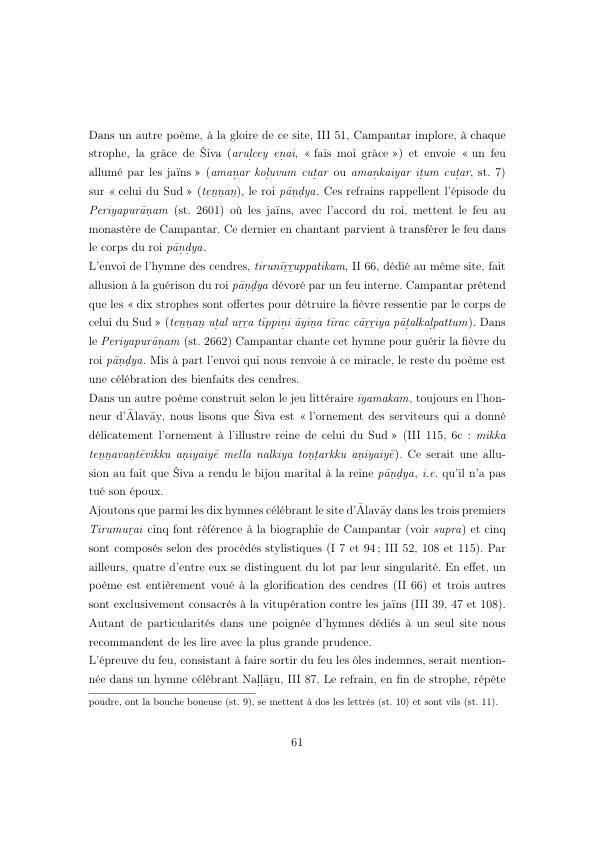 Dans un autre poème, à la gloire de ce site, III 51, Campantar implore, à chaque
strophe, la grâce de Śiva (aruḷcey eṉai, « fais moi grâce ») et envoie « un feu
allumé par les jaïns » (amaṇar koḷuvum cuṭar ou amaṇkaiyar iṭum cuṭar, st. 7)
sur « celui du Sud » (teṉṉaṉ), le roi pāṇḍya. Ces refrains rappellent l'épisode du
Periyapurāṇam (st. 2601) où les jaïns, avec l'accord du roi, mettent le feu au
monastère de Campantar. Ce dernier en chantant parvient à transférer le feu dans
le corps du roi pāṇḍya.
L'envoi de l'hymne des cendres, tirunīṟṟuppatikam, II 66, dédié au même site, fait
allusion à la guérison du roi pāṇḍya dévoré par un feu interne. Campantar prétend
que les « dix strophes sont offertes pour détruire la fièvre ressentie par le corps de
celui du Sud » (teṉṉaṉ uṭal uṟṟa tīppiṇi āyiṉa tīrac cāṟṟiya pāṭalkaḷpattum). Dans
le Periyapurāṇam (st. 2662) Campantar chante cet hymne pour guérir la fièvre du
roi pāṇḍya. Mis à part l'envoi qui nous renvoie à ce miracle, le reste du poème est
une célébration des bienfaits des cendres.
Dans un autre poème construit selon le jeu littéraire iyamakam, toujours en l'hon-
neur d'Ālavāy, nous lisons que Śiva est « l'ornement des serviteurs qui a donné
délicatement l'ornement à l'illustre reine de celui du Sud » (III 115, 6c : mikka
teṉṉavaṉtēvikku aṇiyaiyē mella nalkiya toṇṭarkku aṇiyaiyē). Ce serait une allu-
sion au fait que Śiva a rendu le bijou marital à la reine pāṇḍya, i.e. qu'il n'a pas
tué son époux.
Ajoutons que parmi les dix hymnes célébrant le site d'Ālavāy dans les trois premiers
Tirumuṟai cinq font référence à la biographie de Campantar (voir supra) et cinq
sont composés selon des procédés stylistiques (I 7 et 94 ; III 52, 108 et 115). Par
ailleurs, quatre d'entre eux se distinguent du lot par leur singularité. En effet, un
poème est entièrement voué à la glorification des cendres (II 66) et trois autres
sont exclusivement consacrés à la vitupération contre les jaïns (III 39, 47 et 108).
Autant de particularités dans une poignée d'hymnes dédiés à un seul site nous
recommandent de les lire avec la plus grande prudence.
L'épreuve du feu, consistant à faire sortir du feu les ôles indemnes, serait mention-
née dans un hymne célébrant Naḷḷāṟu, III 87. Le refrain, en fin de strophe, répète
poudre, ont la bouche boueuse (st. 9), se mettent à dos les lettrés (st. 10) et sont vils (st. 11).
61